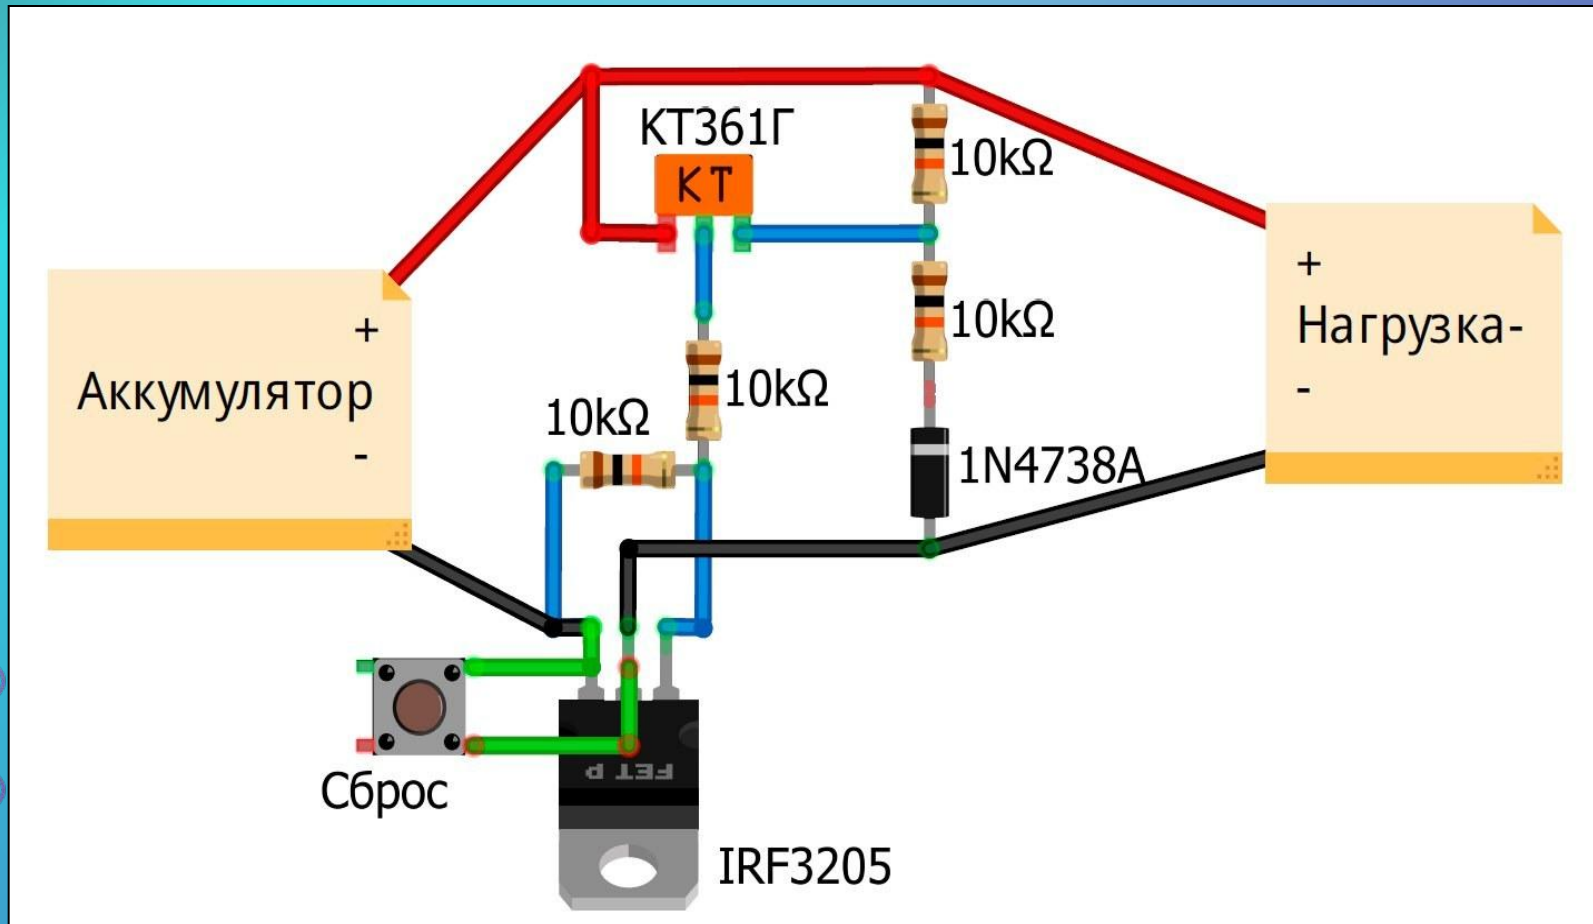 КТ361Г
КТ
10kΩ
10kΩ
10kΩ
10kΩ
1N4738A
+
Аккумулятор
-
+
Нагрузка-
-
Сброс
FET P
IRF3205